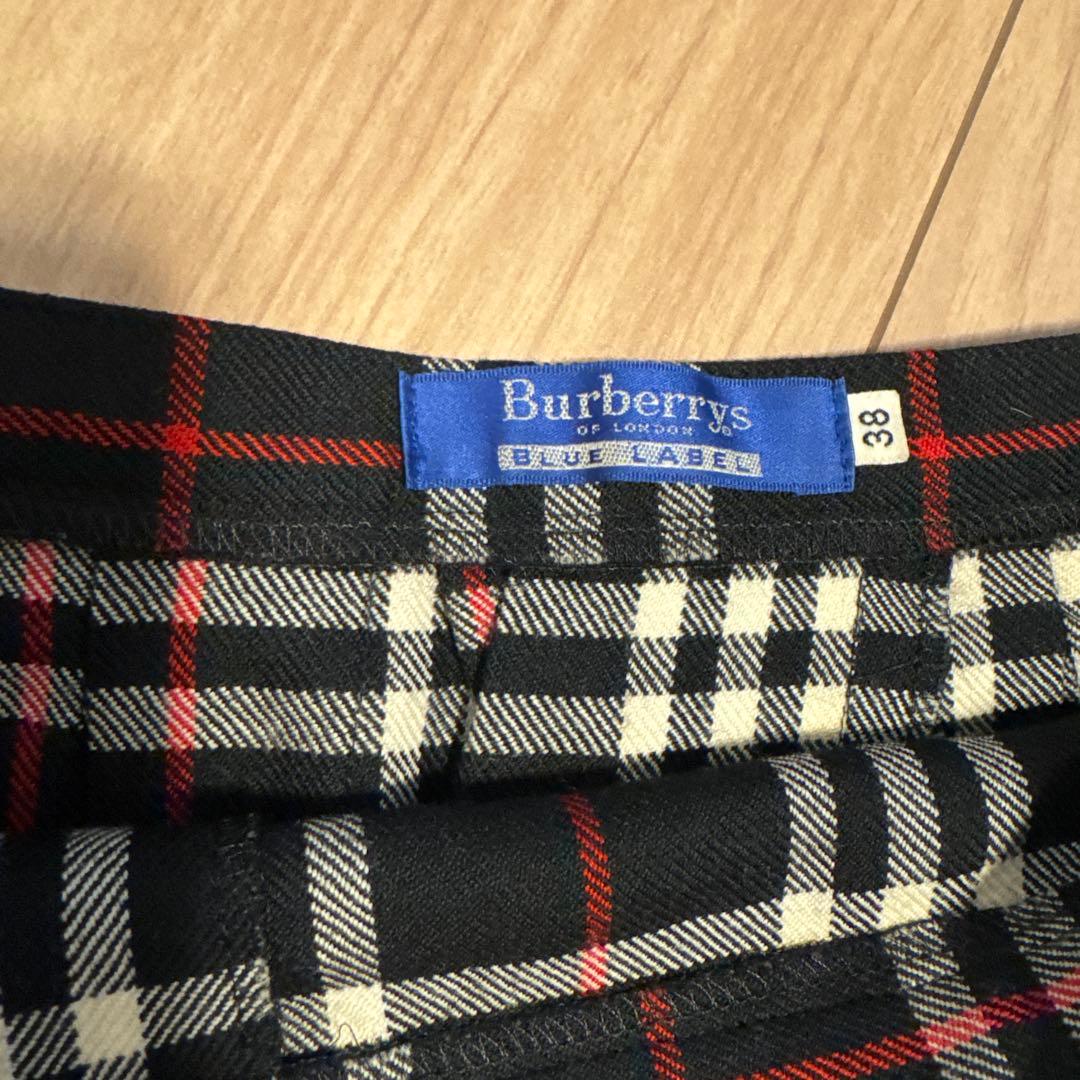 Burberrys
OF LONDON®
BLUE LABEL
38